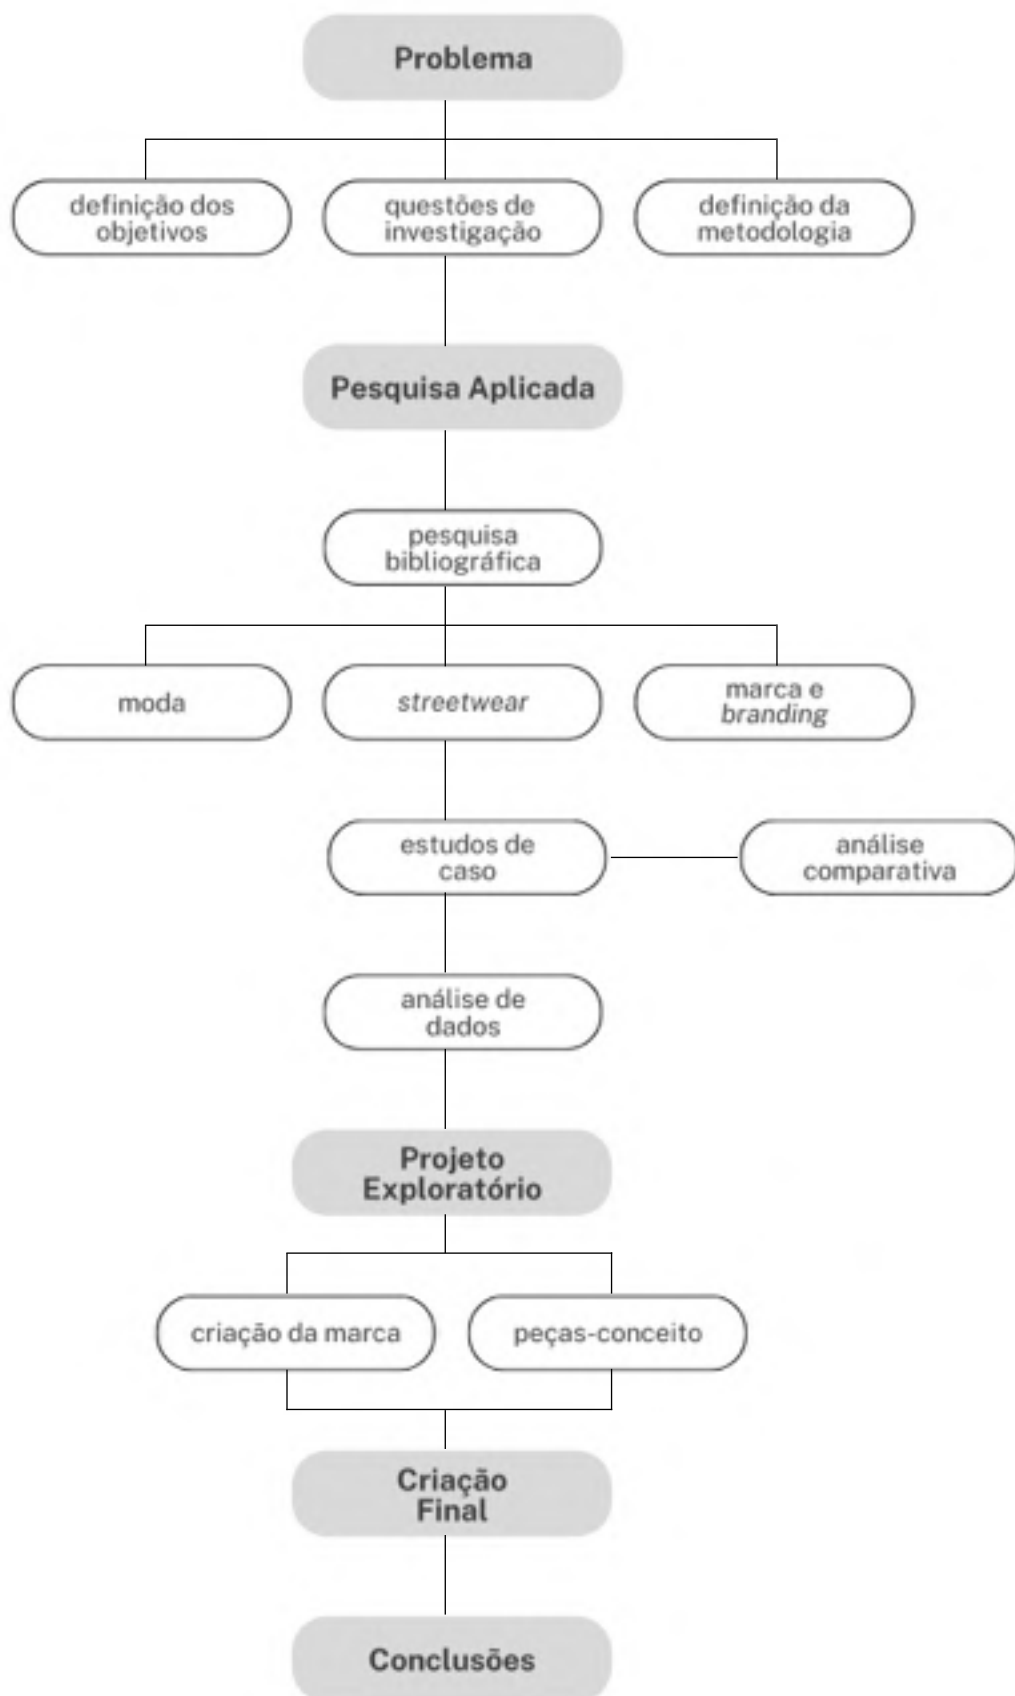 Problema
definição dos
objetivos
questões de
investigação
definição da
metodologia
Pesquisa Aplicada
pesquisa
bibliográfica
moda
streetwear
marca e
branding
estudos de
caso
análise
comparativa
análise de
dados
Projeto
Exploratório
criação da marca
peças-conceito
Criação
Final
Conclusões